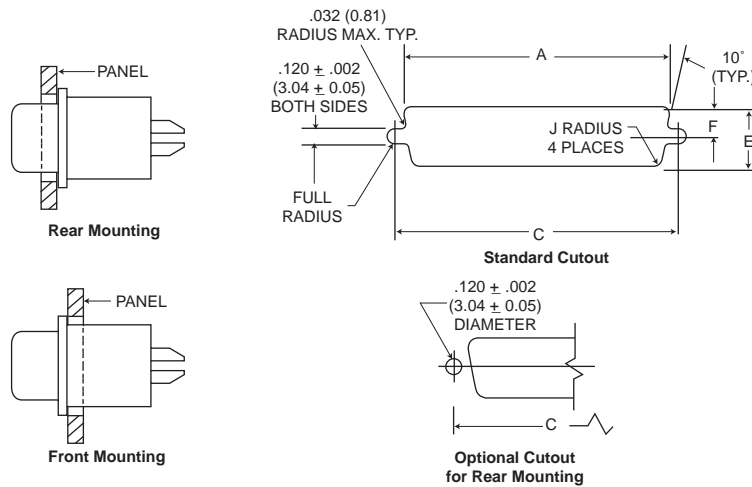 PANEL
Rear Mounting
.032 (0.81)
RADIUS MAX. TYP.
.120 ± .002
(3.04 ± 0.05)
BOTH SIDES
FULL
RADIUS
A
10°
(TYP.)
J RADIUS
4 PLACES
F
E
C
Standard Cutout
PANEL
Front Mounting
.120 ± .002
(3.04 ± 0.05)
DIAMETER
C
Optional Cutout
for Rear Mounting